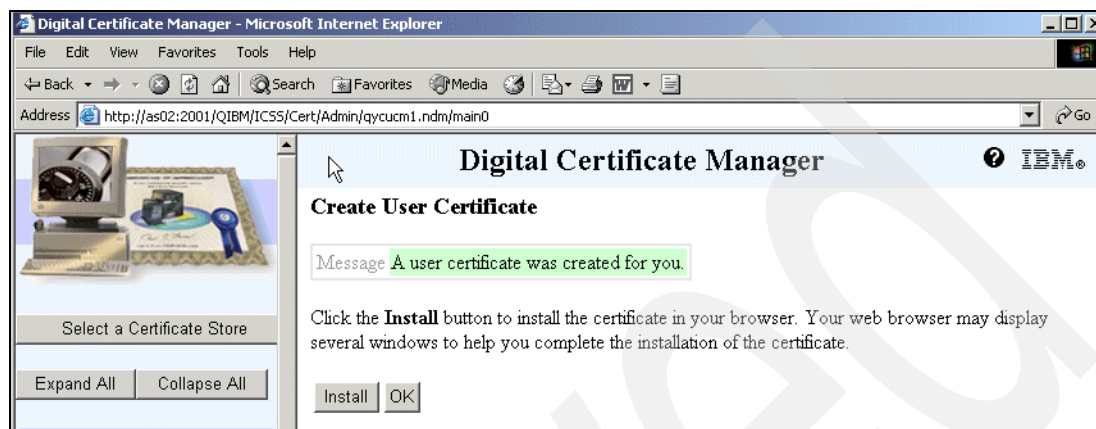 Digital Certificate Manager - Microsoft Internet Explorer
File Edit View Favorites Tools Help
Back Search Favorites Media
Address http://as02:2001/QIBM/ICSS/Cert/Admin/qycucm1.ndm/main0 Go
Digital Certificate Manager IBM®
Create User Certificate
Message A user certificate was created for you.
Select a Certificate Store
Click the Install button to install the certificate in your browser. Your web browser may display
several windows to help you complete the installation of the certificate.
Expand All Collapse All
Install OK